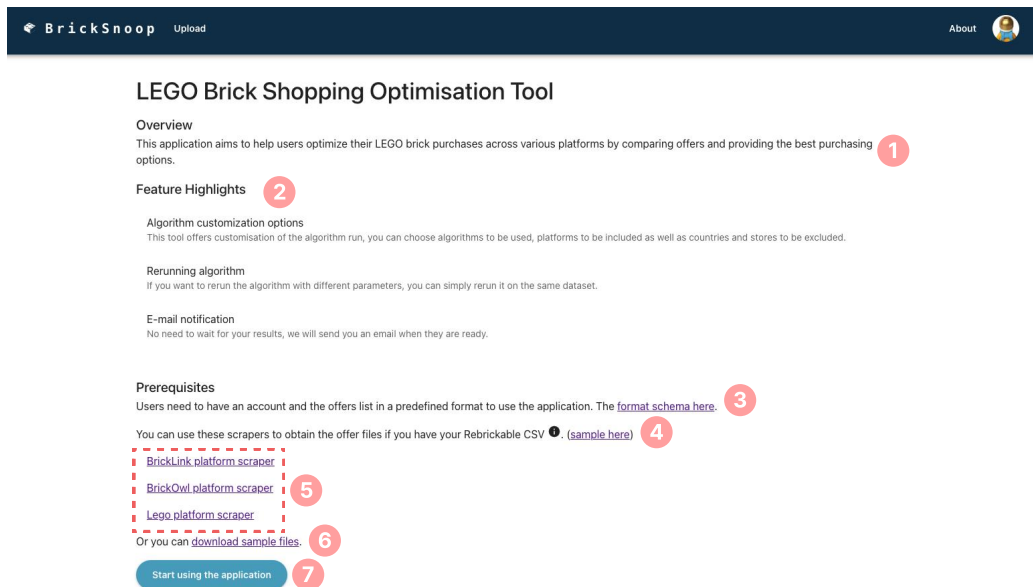 BrickSnoop Upload About
LEGO Brick Shopping Optimisation Tool
Overview
This application aims to help users optimize their LEGO brick purchases across various platforms by comparing offers and providing the best purchasing
options.
1
Feature Highlights 2
Algorithm customization options
This tool offers customisation of the algorithm run, you can choose algorithms to be used, platforms to be included as well as countries and stores to be excluded.
Rerunning algorithm
If you want to rerun the algorithm with different parameters, you can simply rerun it on the same dataset.
E-mail notification
No need to wait for your results, we will send you an email when they are ready.
Prerequisites
Users need to have an account and the offers list in a predefined format to use the application. The format schema here. 3
You can use these scrapers to obtain the offer files if you have your Rebrickable CSV i. (sample here) 4
BrickLink platform scraper
BrickOwl platform scraper 5
Lego platform scraper
Or you can download sample files. 6
Start using the application 7